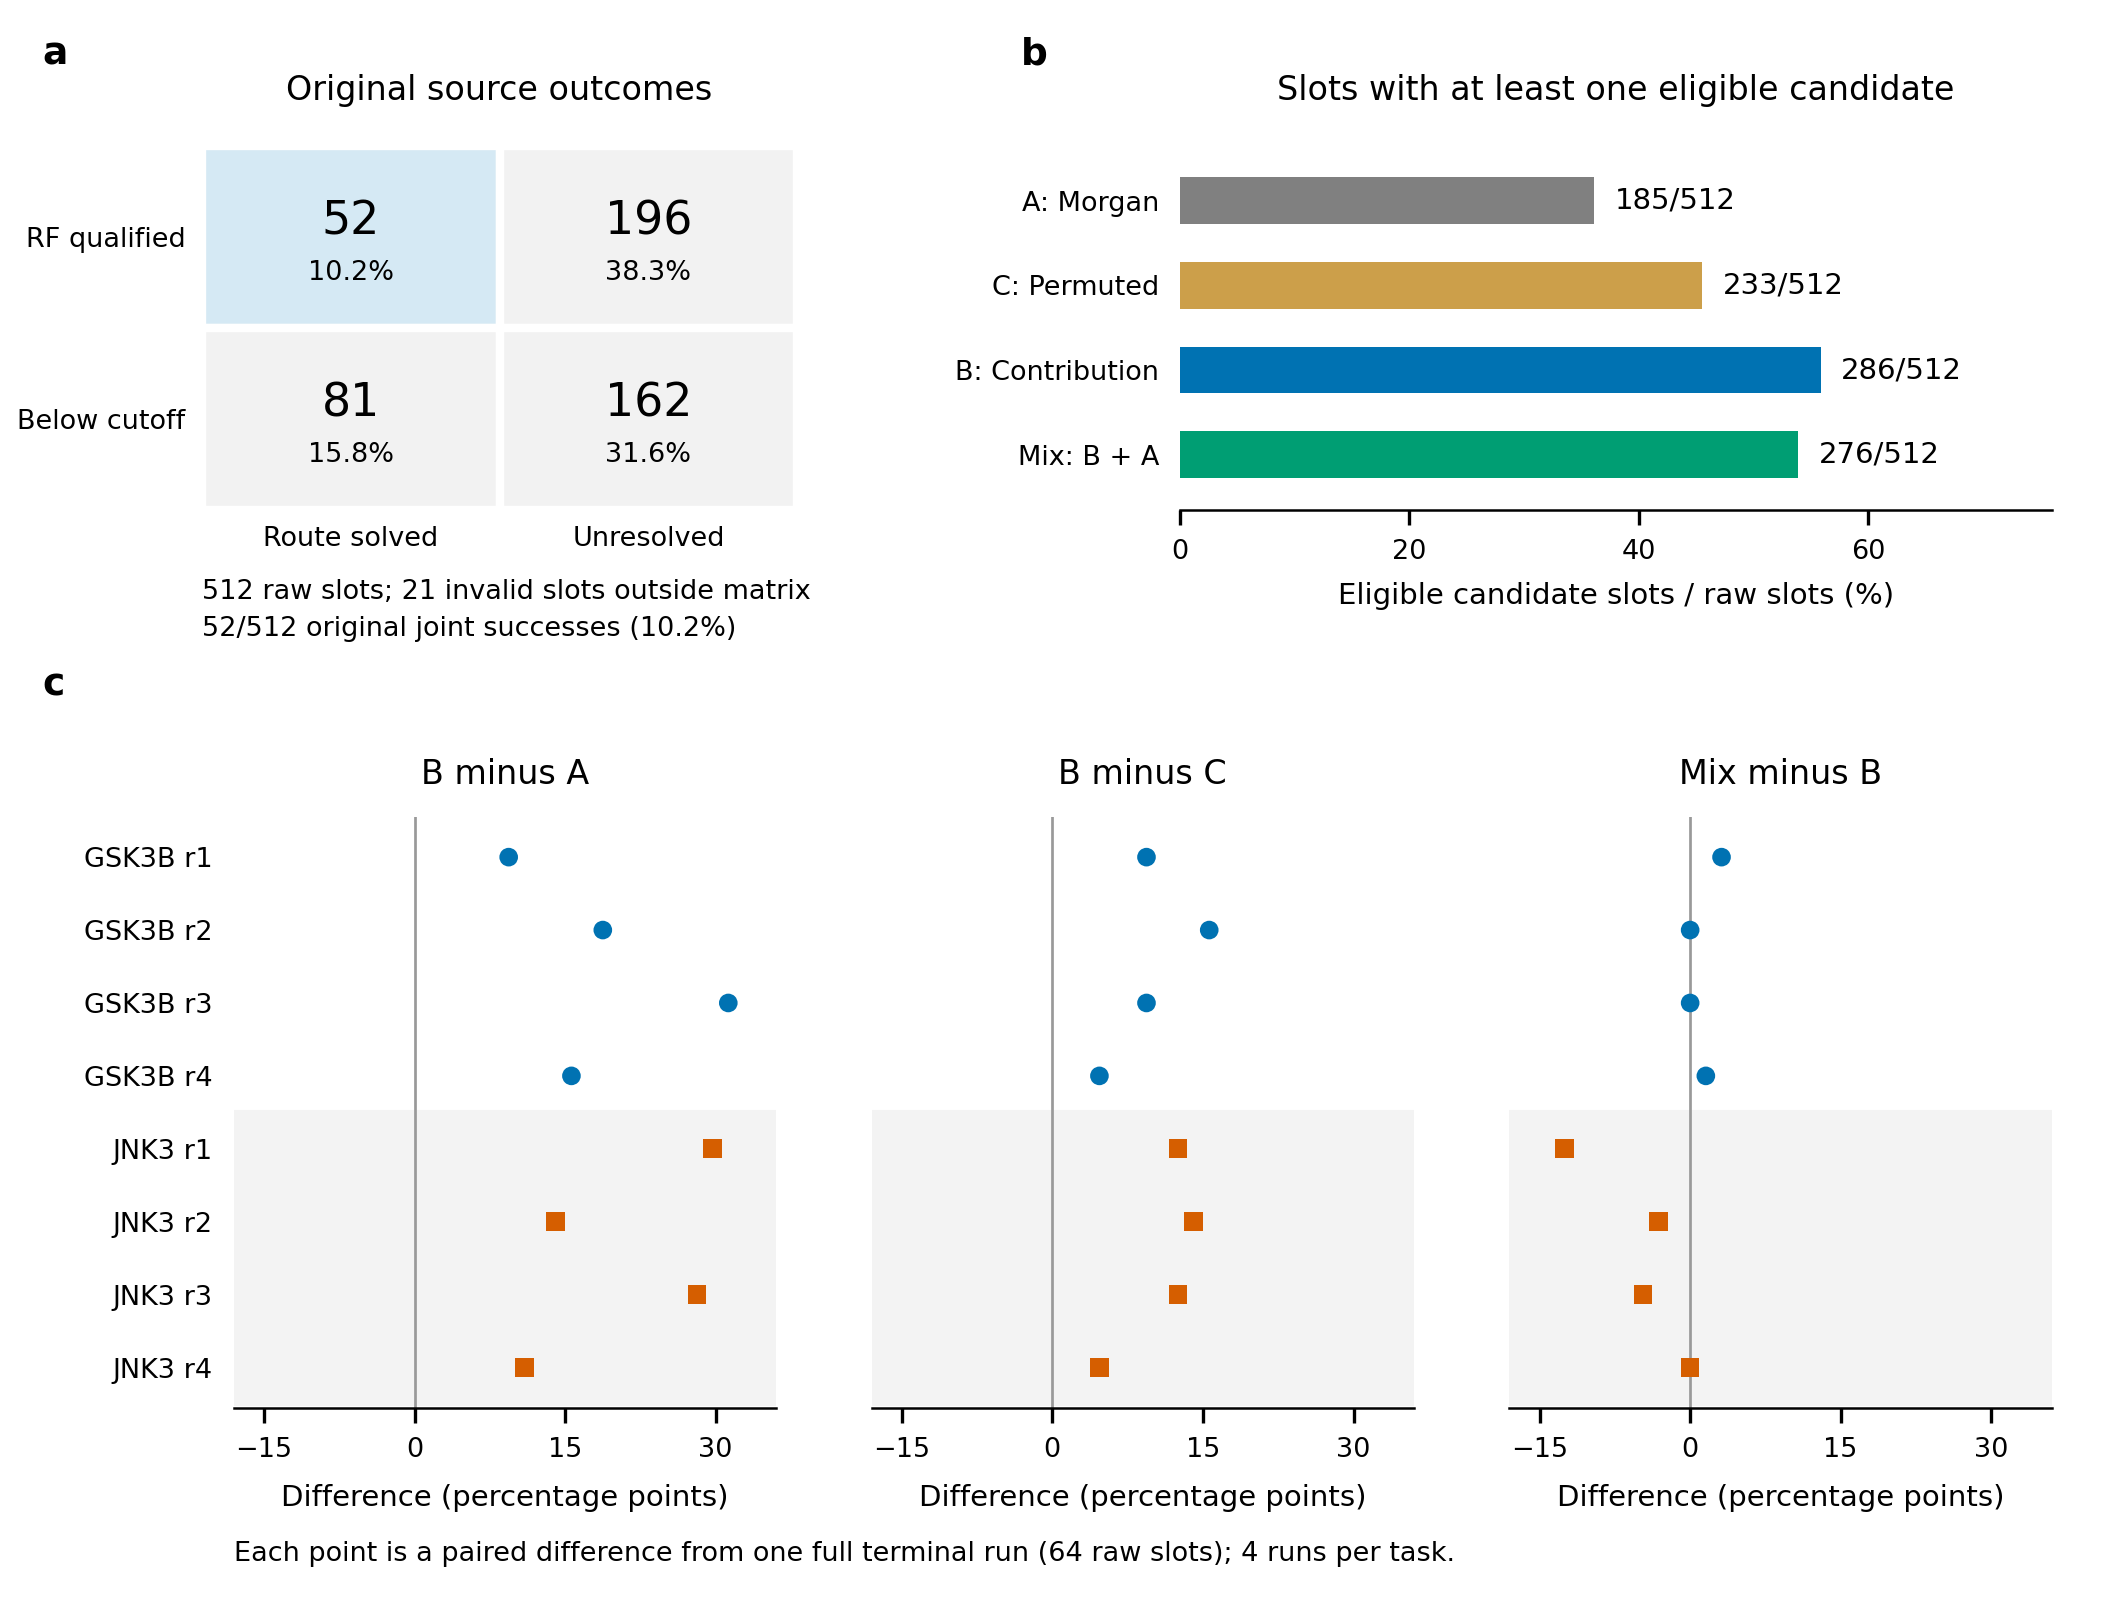 a
Original source outcomes
RF qualified
52
10.2%
196
38.3%
Below cutoff
81
15.8%
162
31.6%
Route solved
Unresolved
512 raw slots; 21 invalid slots outside matrix
52/512 original joint successes (10.2%)
b
Slots with at least one eligible candidate
A: Morgan
185/512
C: Permuted
233/512
B: Contribution
286/512
Mix: B + A
276/512
0 20 40 60
Eligible candidate slots / raw slots (%)
c
B minus A
B minus C
Mix minus B
GSK3B r1
GSK3B r2
GSK3B r3
GSK3B r4
JNK3 r1
JNK3 r2
JNK3 r3
JNK3 r4
−15 0 15 30
−15 0 15 30
−15 0 15 30
Difference (percentage points)
Difference (percentage points)
Difference (percentage points)
Each point is a paired difference from one full terminal run (64 raw slots); 4 runs per task.